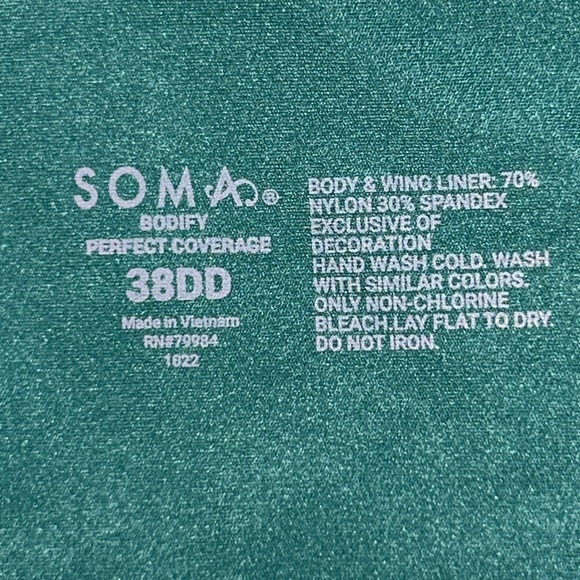 SOMA®
BODIFY
PERFECT COVERAGE
38DD
Made in Vietnam
RN#79984
1022
BODY & WING LINER: 70%
NYLON 30% SPANDEX
EXCLUSIVE OF
DECORATION
HAND WASH COLD. WASH
WITH SIMILAR COLORS.
ONLY NON-CHLORINE
BLEACH.LAY FLAT TO DRY.
DO NOT IRON.